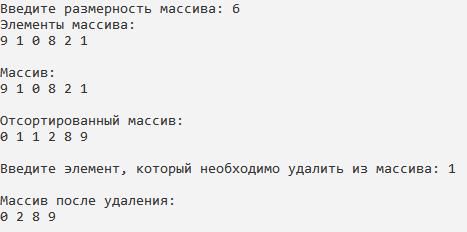 Введите размерность массива: 6
Элементы массива:
9 1 0 8 2 1
Массив:
9 1 0 8 2 1
Отсортированный массив:
0 1 1 2 8 9
Введите элемент, который необходимо удалить из массива: 1
Массив после удаления:
0 2 8 9